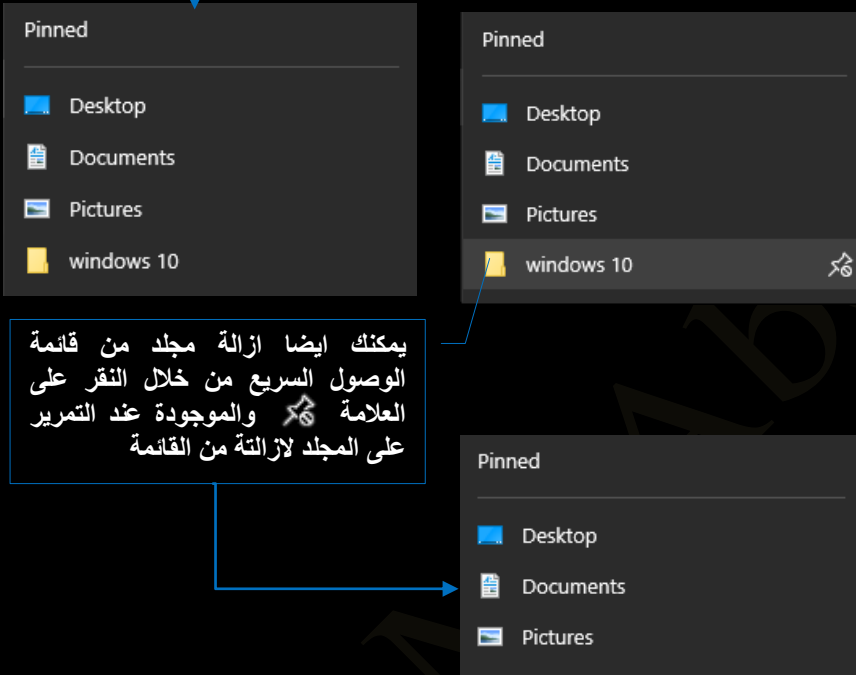 Pinned
Desktop
Documents
Pictures
windows 10
Pinned
Desktop
Documents
Pictures
windows 10
يمكنك ايضا ازالة مجلد من قائمة
الوصول السريع من خلال النقر على
العلامة والموجودة عند التمرير
على المجلد لازالتة من القائمة
Pinned
Desktop
Documents
Pictures